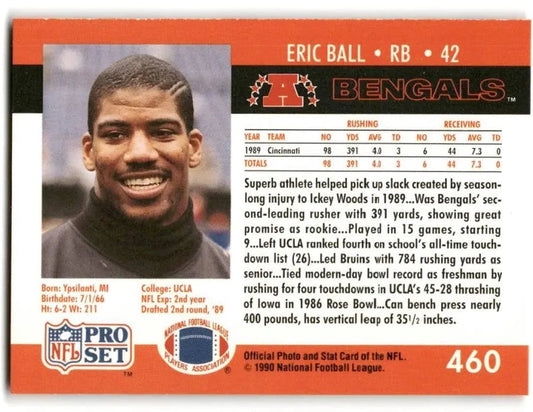 ERIC BALL • RB • 42
A BENGALS™
RUSHING RECEIVING
YEAR TEAM NO YDS AVG TD NO YDS AVG TD
1989 Cincinnati 98 391 4.0 3 6 44 7.3 0
TOTALS 98 391 4.0 3 6 44 7.3 0
Superb athlete helped pick up slack created by season-
long injury to Ickey Woods in 1989...Was Bengals' sec-
ond-leading rusher with 391 yards, showing great
promise as rookie...Played in 15 games, starting
9...Left UCLA ranked fourth on school's all-time touch-
down list (26)...Led Bruins with 784 rushing yards as
senior...Tied modern-day bowl record as freshman by
rushing for four touchdowns in UCLA's 45-28 thrashing
of Iowa in 1986 Rose Bowl...Can bench press nearly
400 pounds, has vertical leap of 35½ inches.
Born: Ypsilanti, MI
Birthdate: 7/1/66
Ht: 6-2 Wt: 211
College: UCLA
NFL Exp: 2nd year
Drafted 2nd round, '89
NFL
PRO
SET
™
NATIONAL FOOTBALL LEAGUE
PLAYERS ASSOCIATION
Official Photo and Stat Card of the NFL.
© 1990 National Football League.
460